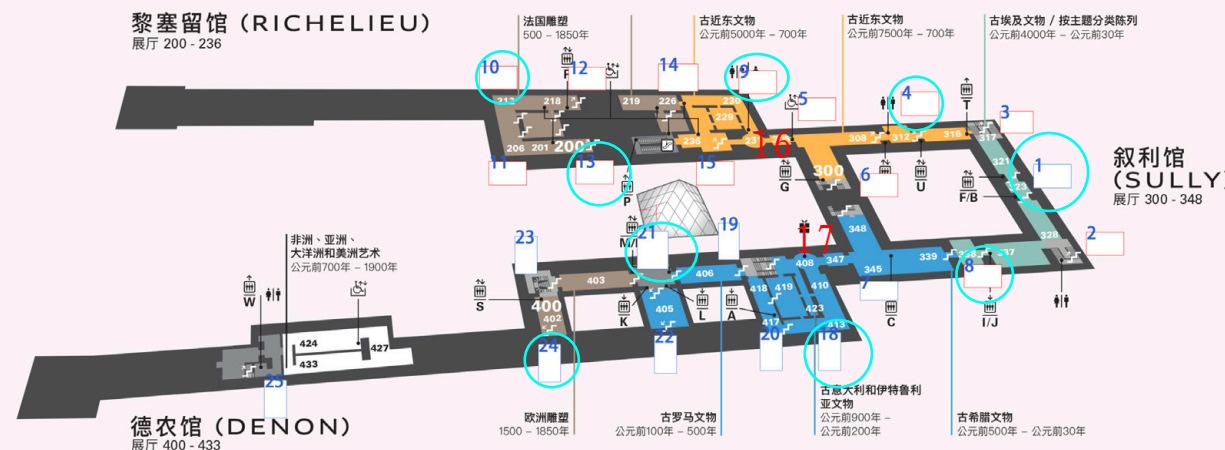 黎塞留馆 (RICHELIEU)
展厅 200 - 236
法国雕塑
500 – 1850年
古近东文物
公元前5000年 – 700年
古近东文物
公元前7500年 – 700年
古埃及文物 / 按主题分类陈列
公元前4000年 – 公元前30年
10
12
F
14
9
5
4
T
3
212
218
219
226
230
229
236
23
16
308
312
316
317
206
201
200
11
13
15
P
G
300
6
U
321
F/B
23
1
叙利馆
(SULLY)
展厅 300 - 348
328
2
非洲、亚洲、
大洋洲和美洲艺术
公元前700年 – 1900年
23
M/
21
19
17
348
403
406
408
347
345
339
338
337
8
7
W
S
400
402
K
405
L
A
418
419
410
423
417
413
C
I/J
424
427
433
25
24
22
20
18
德农馆 (DENON)
展厅 400 - 433
欧洲雕塑
1500 – 1850年
古罗马文物
公元前100年 – 500年
古意大利和伊特鲁利
亚文物
公元前900年 –
公元前200年
古希腊文物
公元前500年 – 公元前30年